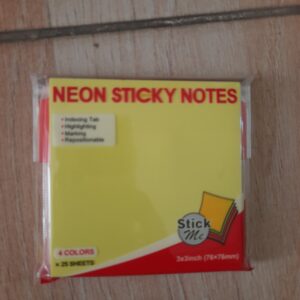 NEON STICKY NOTES
• Indexing Tab
• Highlighting
• Marking
• Repositionable
Stick
Me
4 COLORS
× 25 SHEETS
3x3inch (76×76mm)